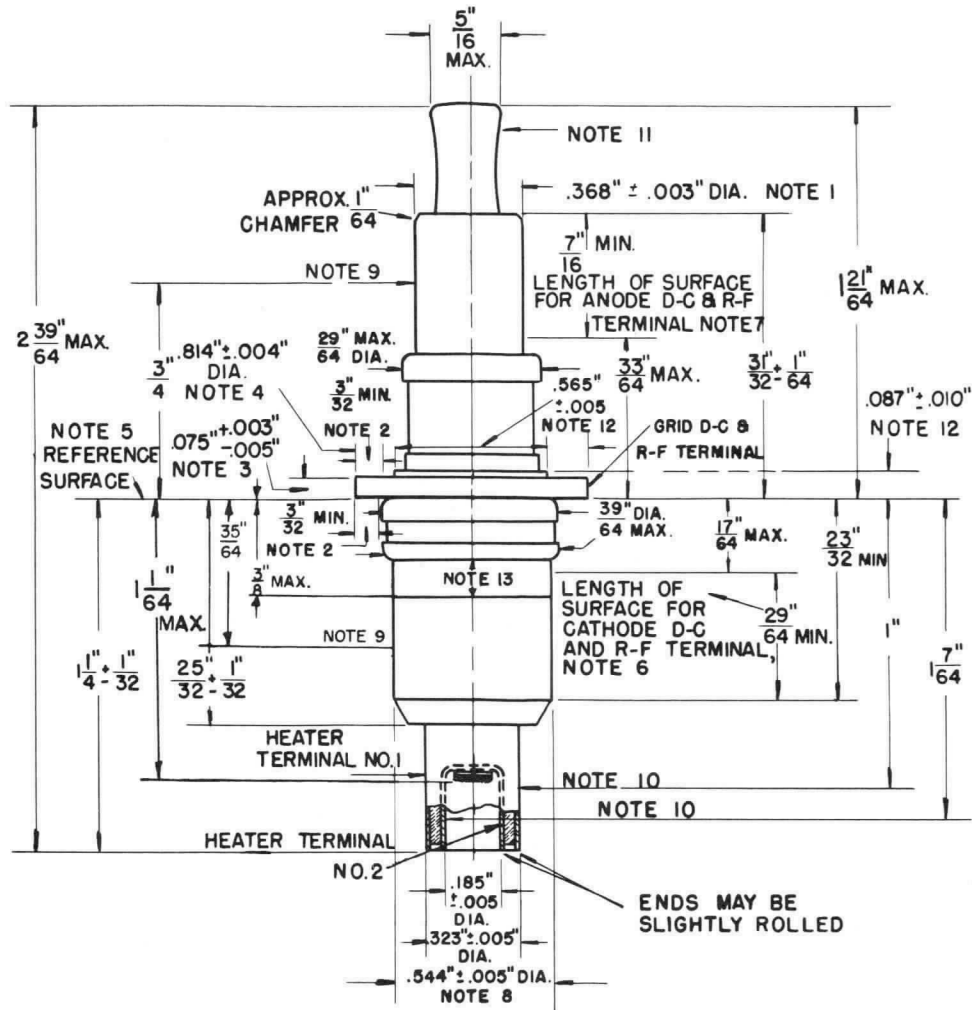 5"
16
MAX.
NOTE 11
APPROX. 1"
64
CHAMFER
.368" ± .003" DIA. NOTE 1
7" MIN.
16
LENGTH OF SURFACE
FOR ANODE D-C & R-F
TERMINAL NOTE 7
NOTE 9
1 21"
64 MAX.
2 39"
64 MAX.
3"
4
.814" ± .004"
DIA.
NOTE 4
29" MAX.
64 DIA.
3" MIN.
32
33"
64 MAX.
31" ± 1"
32 64
.565"
±.005
NOTE 12
.087" ± .010"
NOTE 12
NOTE 2
GRID D-C &
R-F TERMINAL
NOTE 5
REFERENCE
SURFACE
.075" +.003"
-.005"
NOTE 3
3" MIN.
32
NOTE 2
39" DIA.
64 MAX.
17"
64 MAX.
23"
32 MIN
35"
64
3" MAX.
8
NOTE 13
1 1"
64
MAX.
LENGTH OF
SURFACE FOR
CATHODE D-C
AND R-F TERMINAL,
NOTE 6
29"
64 MIN.
1"
1 7"
64
NOTE 9
1 1" ± 1"
4 32
25" ± 1"
32 32
HEATER
TERMINAL NO.1
NOTE 10
NOTE 10
HEATER TERMINAL
NO.2
.185"
±.005
DIA.
.323"±.005"
DIA.
.544"±.005" DIA.
NOTE 8
ENDS MAY BE
SLIGHTLY ROLLED